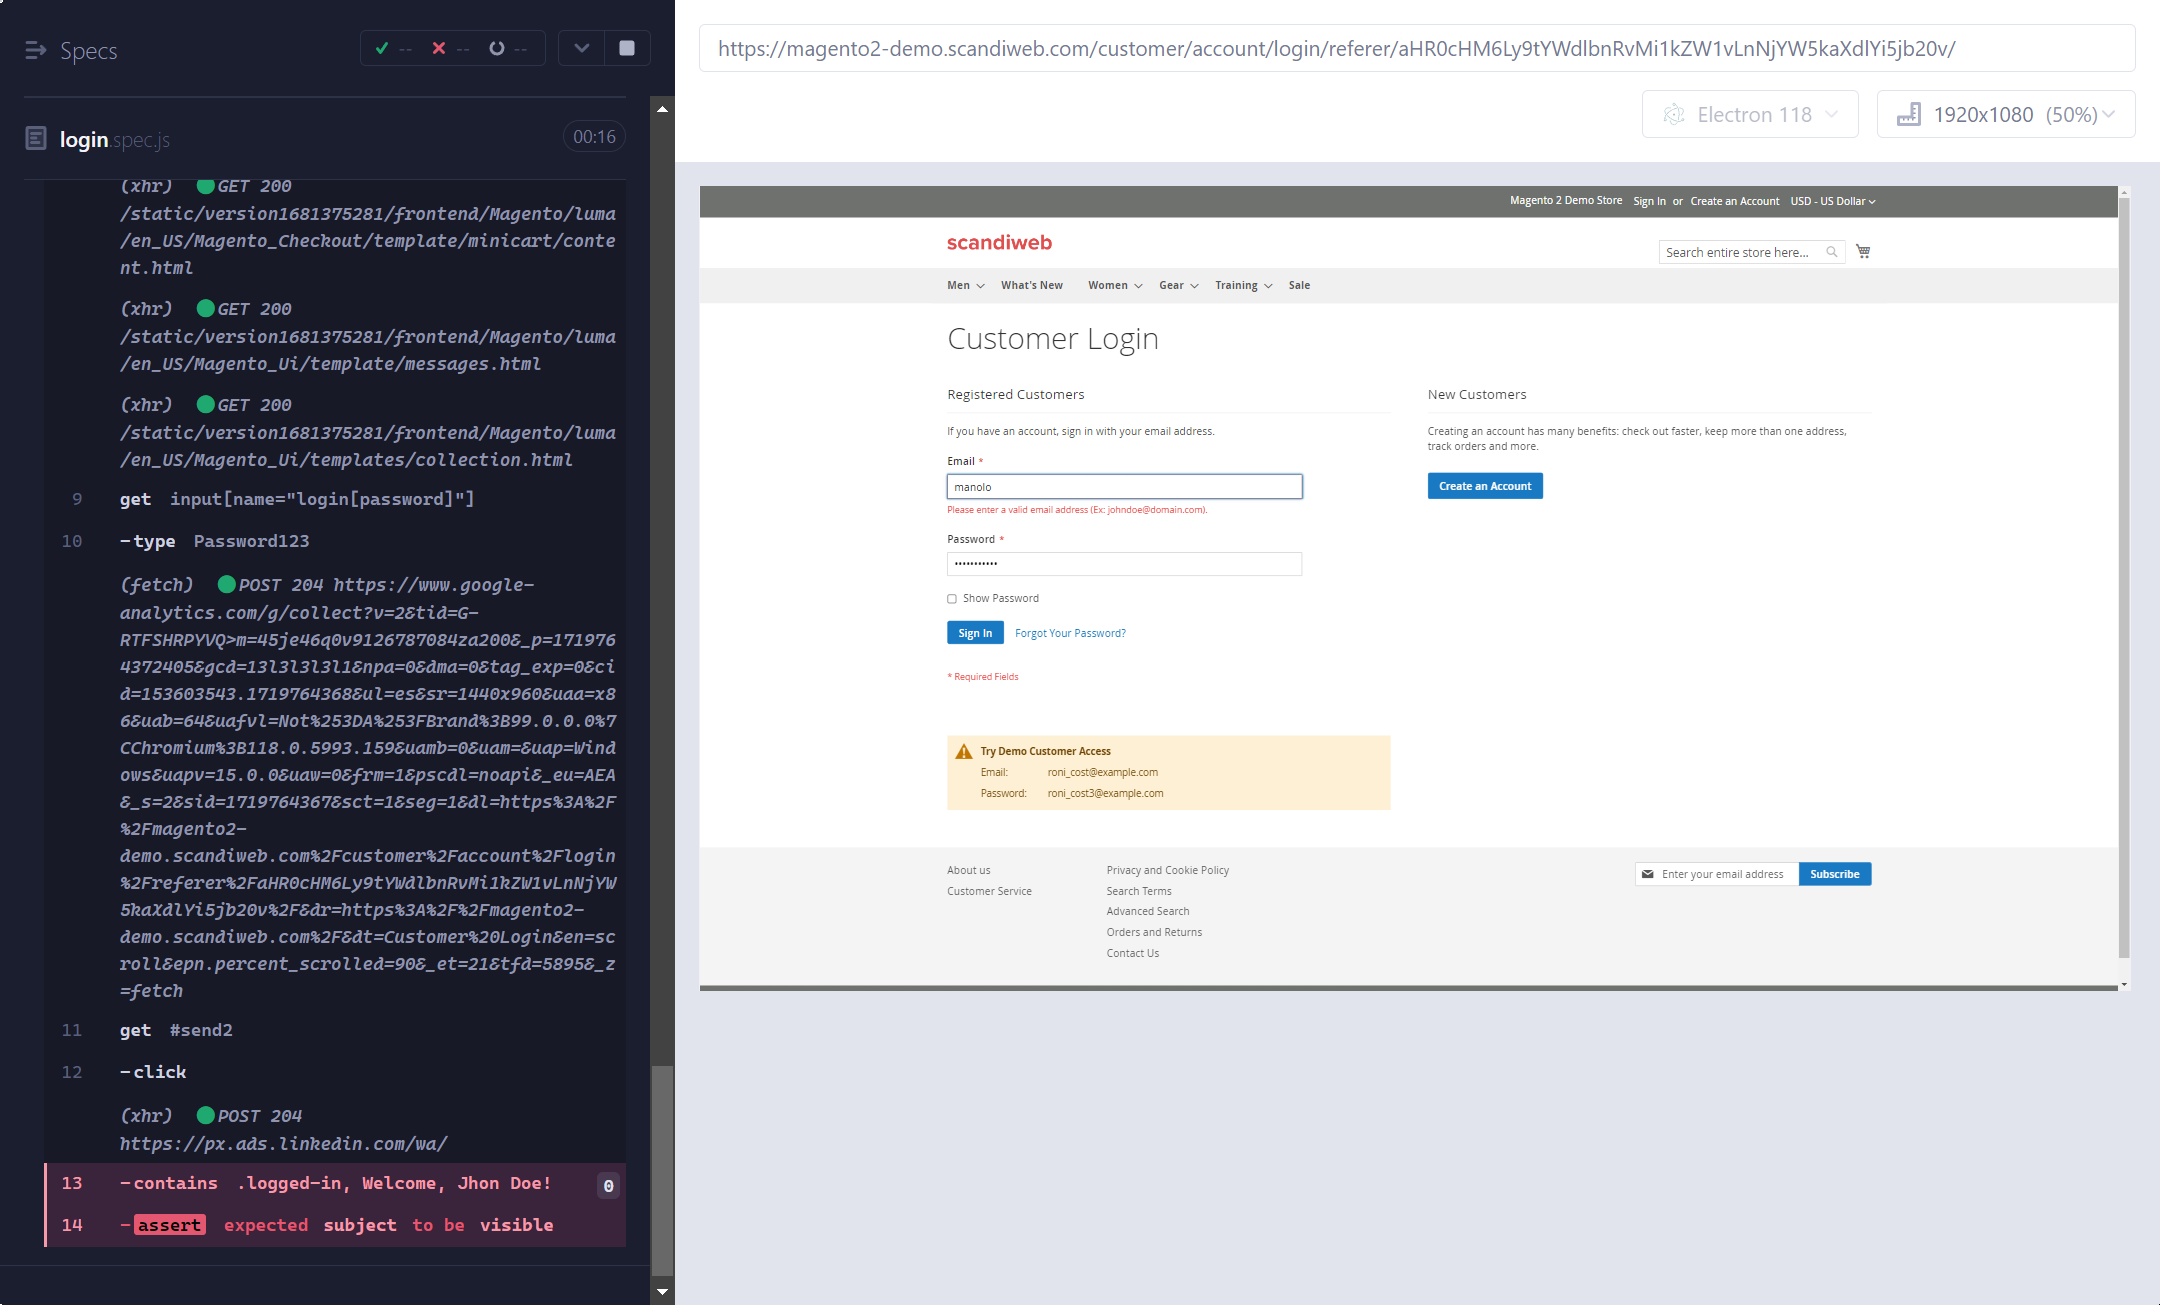 Specs
--
--
--
login.spec.js
00:16
(xhr) GET 200
/static/version1681375281/frontend/Magento/luma
/en_US/Magento_Checkout/template/minicart/conte
nt.html
(xhr) GET 200
/static/version1681375281/frontend/Magento/luma
/en_US/Magento_Ui/template/messages.html
(xhr) GET 200
/static/version1681375281/frontend/Magento/luma
/en_US/Magento_Ui/templates/collection.html
9 get input[name="login[password]"]
10 -type Password123
(fetch) POST 204 https://www.google-
analytics.com/g/collect?v=2&tid=G-
RTFSHRPYVQ>m=45je46q0v9126787084za200&_p=171976
4372405&gcd=13l3l3l3l1&npa=0&dma=0&tag_exp=0&ci
d=153603543.1719764368&ul=es&sr=1440x960&uaa=x8
6&uab=64&uafvl=Not%253DA%253FBrand%3B99.0.0.0%7
CChromium%3B118.0.5993.159&uamb=0&uam=&uap=Wind
ows&uapv=15.0.0&uaw=0&frm=1&pscdl=noapi&_eu=AEA
&_s=2&sid=1719764367&sct=1&seg=1&dl=https%3A%2F
%2Fmagento2-
demo.scandiweb.com%2Fcustomer%2Faccount%2Flogin
%2Freferer%2FaHR0cHM6Ly9tYWdlbnRvMi1kZW1vLnNjYW
5kaXdlYi5jb20v%2F&dr=https%3A%2F%2Fmagento2-
demo.scandiweb.com%2F&dt=Customer%20Login&en=sc
roll&epn.percent_scrolled=90&_et=21&tfd=5895&_z
=fetch
11 get #send2
12 -click
(xhr) POST 204
https://px.ads.linkedin.com/wa/
13 -contains .logged-in, Welcome, Jhon Doe! 0
14 -assert expected subject to be visible
https://magento2-demo.scandiweb.com/customer/account/login/referer/aHR0cHM6Ly9tYWdlbnRvMi1kZW1vLnNjYW5kaXdlYi5jb20v/
Electron 118
1920x1080 (50%)
Magento 2 Demo Store Sign In or Create an Account USD - US Dollar
scandiweb
Search entire store here...
Men What's New Women Gear Training Sale
Customer Login
Registered Customers
If you have an account, sign in with your email address.
Email *
manolo
Please enter a valid email address (Ex: johndoe@domain.com).
Password *
•••••••••••
Show Password
Sign In Forgot Your Password?
* Required Fields
New Customers
Creating an account has many benefits: check out faster, keep more than one address,
track orders and more.
Create an Account
Try Demo Customer Access
Email: roni_cost@example.com
Password: roni_cost3@example.com
About us
Customer Service
Privacy and Cookie Policy
Search Terms
Advanced Search
Orders and Returns
Contact Us
Enter your email address Subscribe